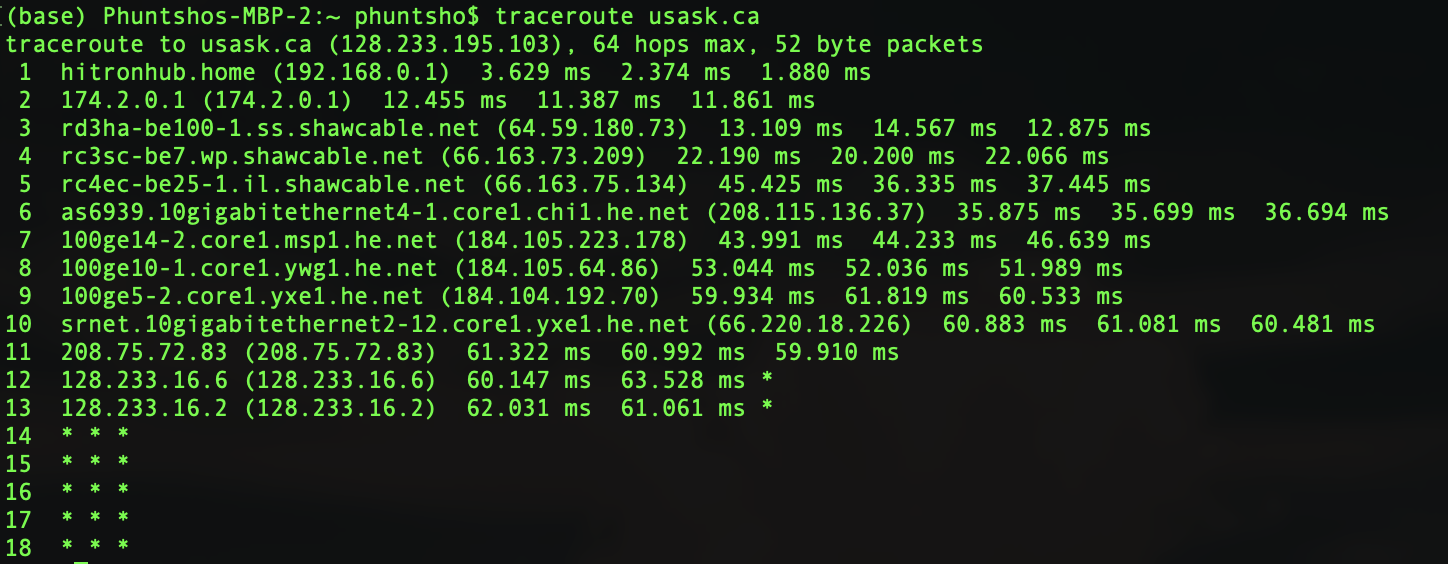 (base) Phuntshos-MBP-2:~ phuntsho$ traceroute usask.ca
traceroute to usask.ca (128.233.195.103), 64 hops max, 52 byte packets
 1  hitronhub.home (192.168.0.1)  3.629 ms  2.374 ms  1.880 ms
 2  174.2.0.1 (174.2.0.1)  12.455 ms  11.387 ms  11.861 ms
 3  rd3ha-be100-1.ss.shawcable.net (64.59.180.73)  13.109 ms  14.567 ms  12.875 ms
 4  rc3sc-be7.wp.shawcable.net (66.163.73.209)  22.190 ms  20.200 ms  22.066 ms
 5  rc4ec-be25-1.il.shawcable.net (66.163.75.134)  45.425 ms  36.335 ms  37.445 ms
 6  as6939.10gigabitethernet4-1.core1.chi1.he.net (208.115.136.37)  35.875 ms  35.699 ms  36.694 ms
 7  100ge14-2.core1.msp1.he.net (184.105.223.178)  43.991 ms  44.233 ms  46.639 ms
 8  100ge10-1.core1.ywg1.he.net (184.105.64.86)  53.044 ms  52.036 ms  51.989 ms
 9  100ge5-2.core1.yxe1.he.net (184.104.192.70)  59.934 ms  61.819 ms  60.533 ms
10  srnet.10gigabitethernet2-12.core1.yxe1.he.net (66.220.18.226)  60.883 ms  61.081 ms  60.481 ms
11  208.75.72.83 (208.75.72.83)  61.322 ms  60.992 ms  59.910 ms
12  128.233.16.6 (128.233.16.6)  60.147 ms  63.528 ms *
13  128.233.16.2 (128.233.16.2)  62.031 ms  61.061 ms *
14  * * *
15  * * *
16  * * *
17  * * *
18  * * *